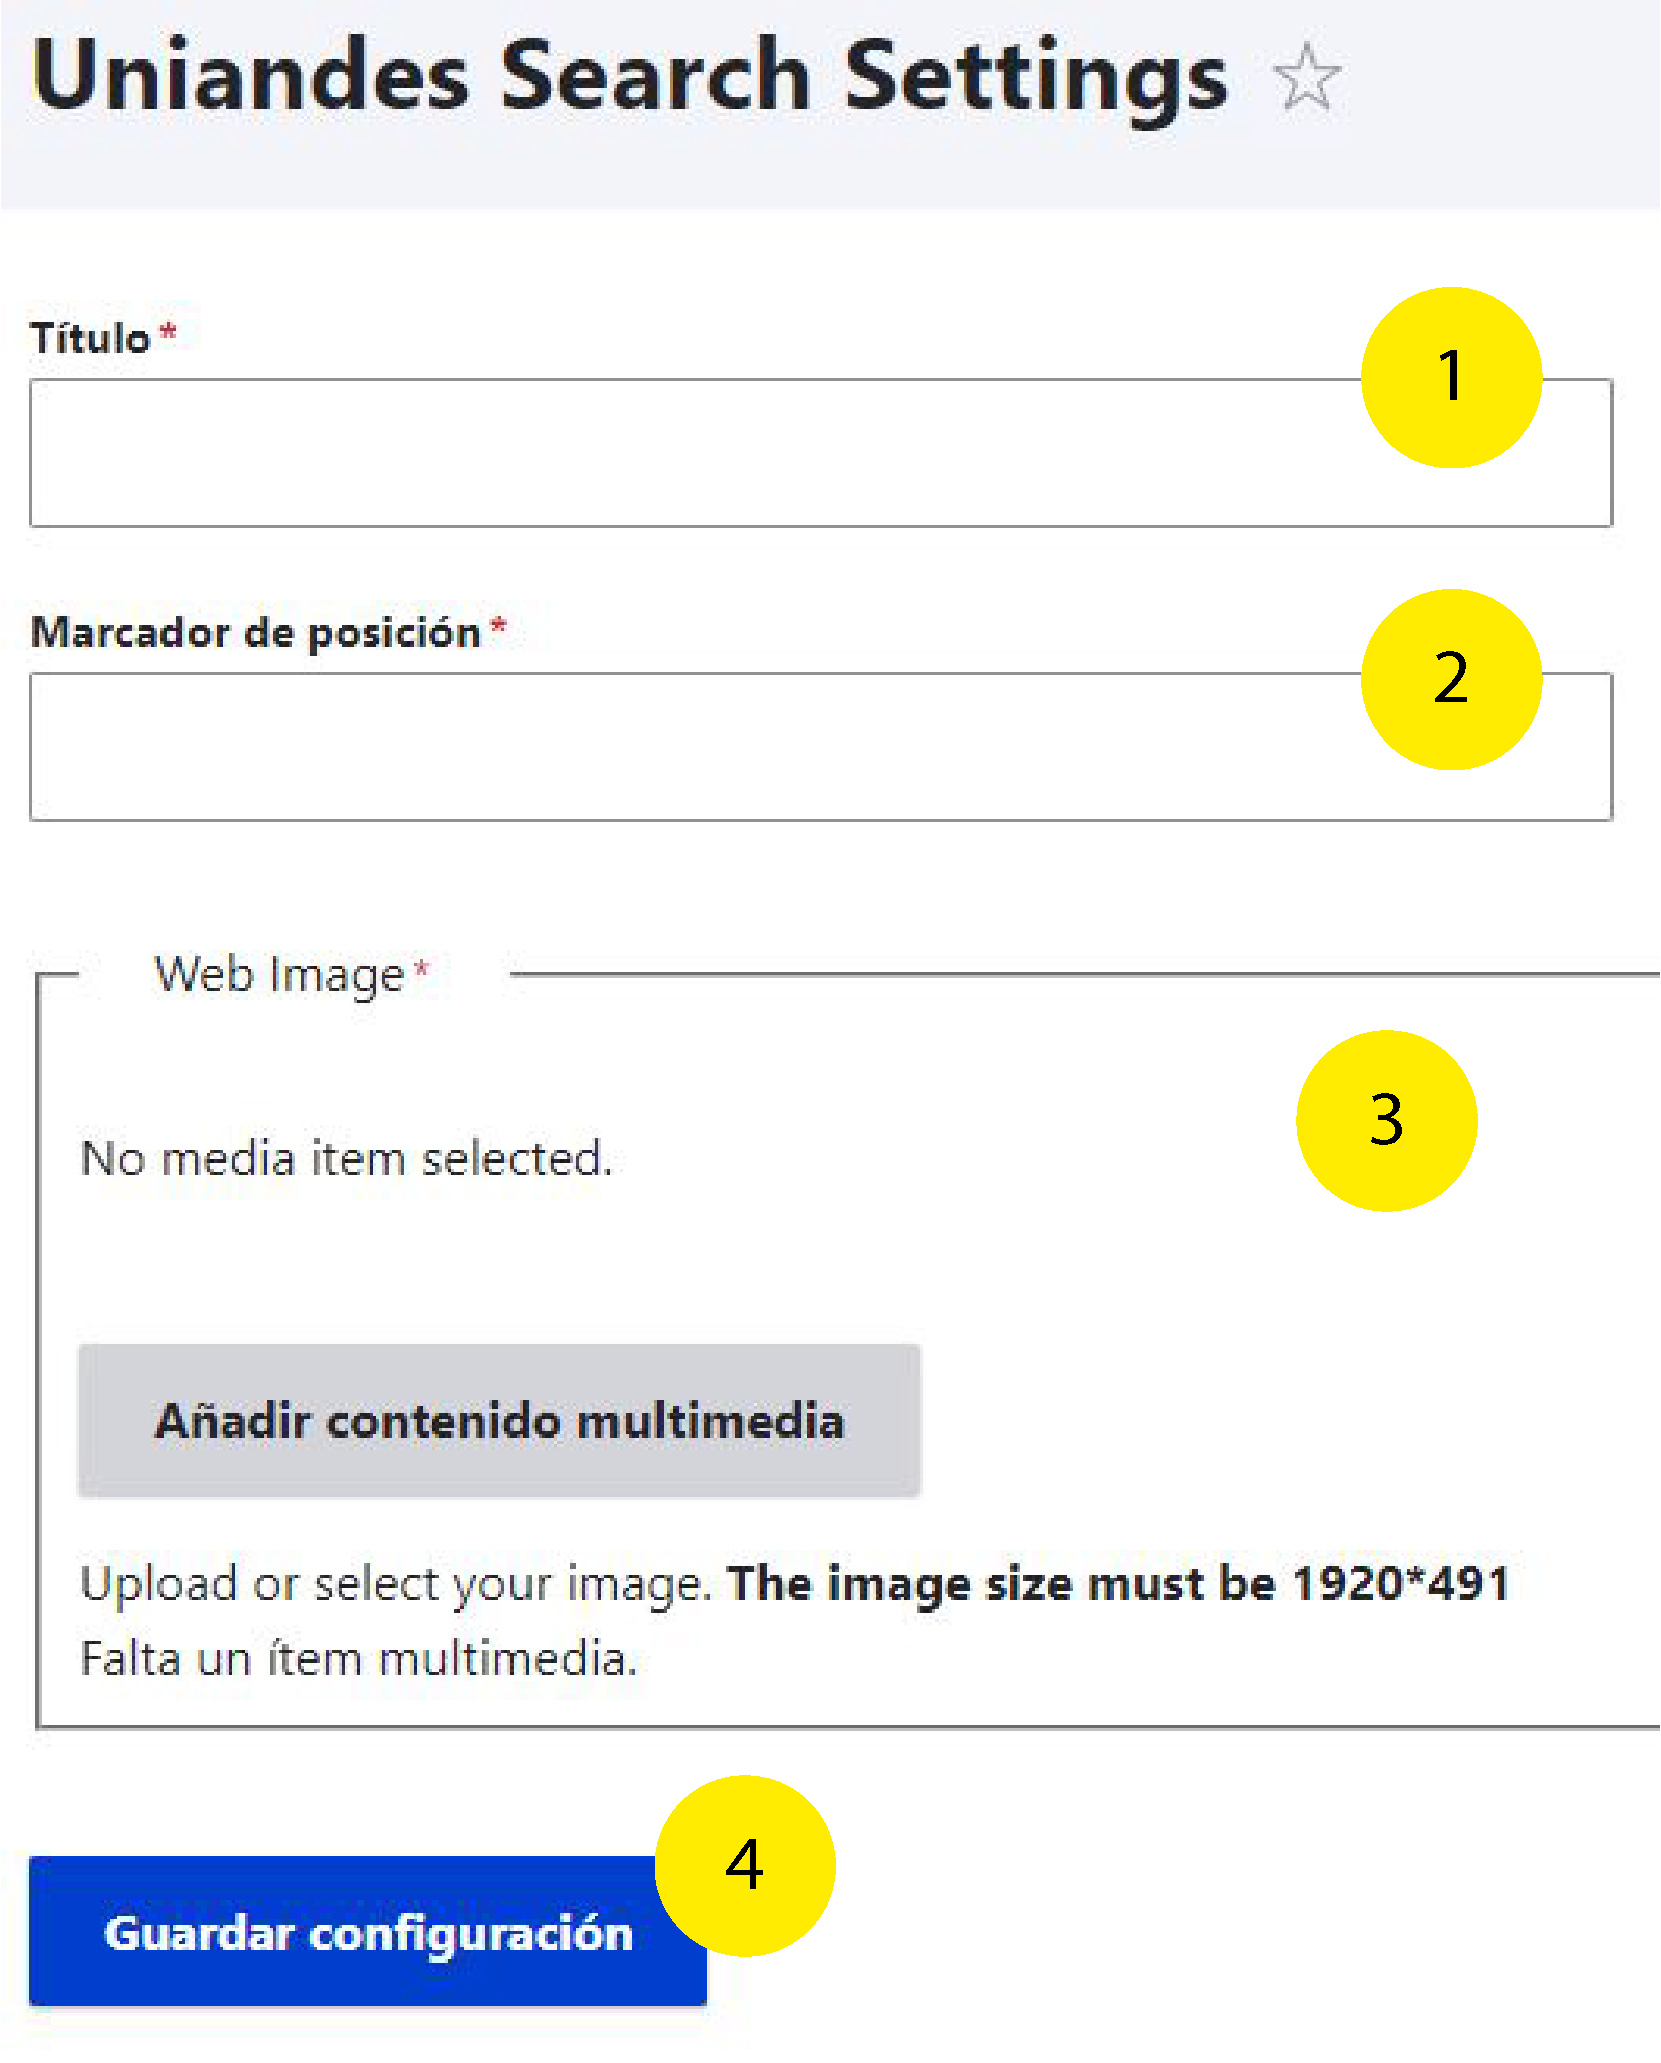 Uniandes Search Settings
Título *
1
Marcador de posición *
2
Web Image *
3
No media item selected.
Añadir contenido multimedia
Upload or select your image. The image size must be 1920*491
Falta un ítem multimedia.
4
Guardar configuración